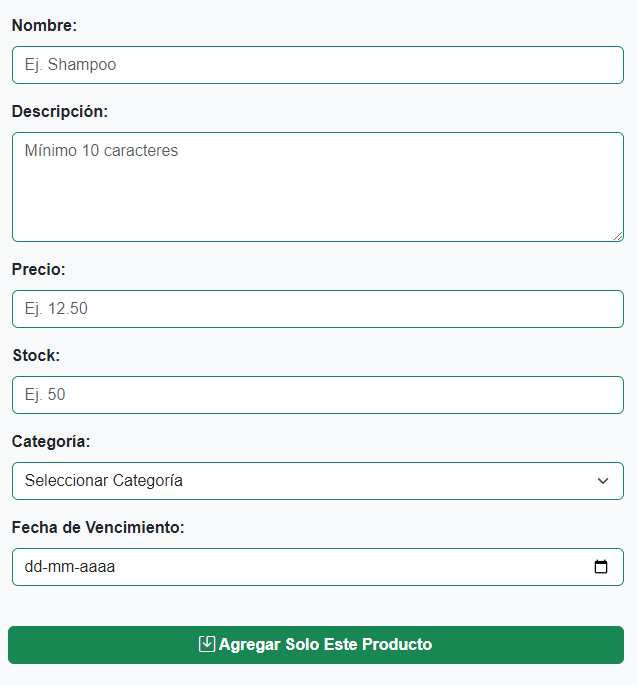 Nombre:
Ej. Shampoo
Descripción:
Mínimo 10 caracteres
Precio:
Ej. 12.50
Stock:
Ej. 50
Categoría:
Seleccionar Categoría
Fecha de Vencimiento:
dd-mm-aaaa
Agregar Solo Este Producto